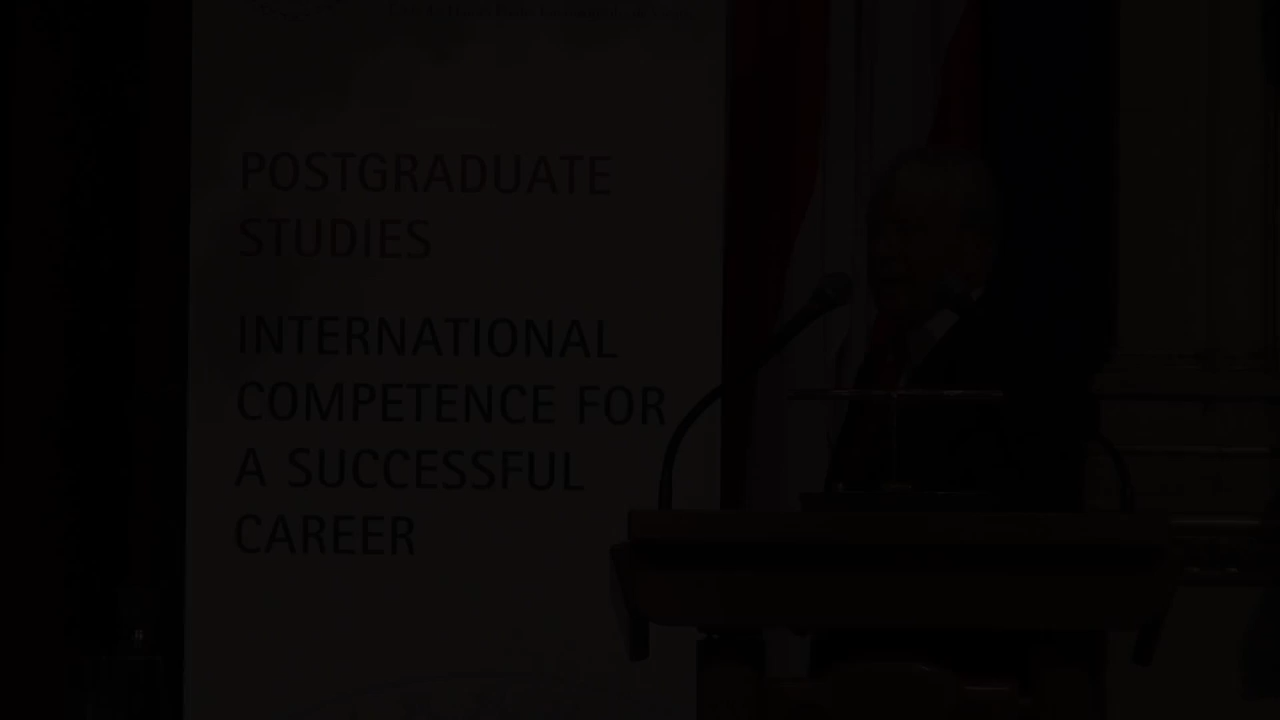 POSTGRADUATE
STUDIES
INTERNATIONAL
COMPETENCE FOR
A SUCCESSFUL
CAREER